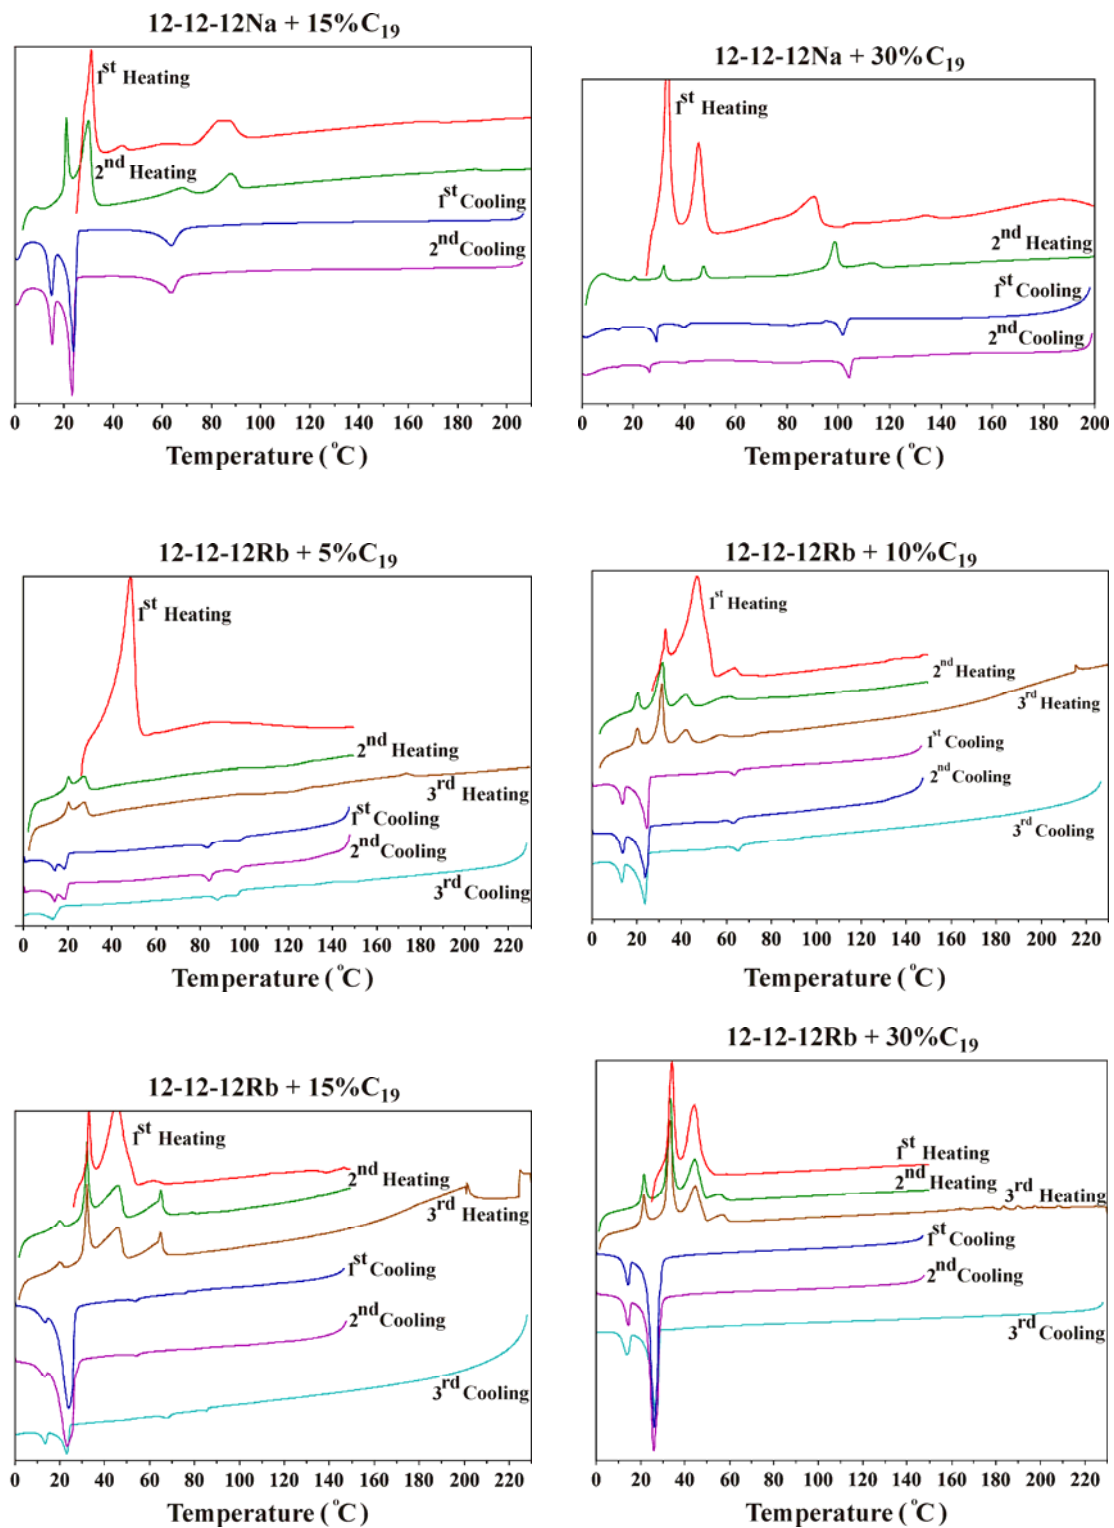 12-12-12Na + 15%C19
1st Heating
2nd Heating
1st Cooling
2nd Cooling
0 20 40 60 80 100 120 140 160 180 200
Temperature (°C)
12-12-12Na + 30%C19
1st Heating
2nd Heating
1st Cooling
2nd Cooling
0 20 40 60 80 100 120 140 160 180 200
Temperature (°C)
12-12-12Rb + 5%C19
1st Heating
2nd Heating
3rd Heating
1st Cooling
2nd Cooling
3rd Cooling
0 20 40 60 80 100 120 140 160 180 200 220
Temperature (°C)
12-12-12Rb + 10%C19
1st Heating
2nd Heating
3rd Heating
1st Cooling
2nd Cooling
3rd Cooling
0 20 40 60 80 100 120 140 160 180 200 220
Temperature (°C)
12-12-12Rb + 15%C19
1st Heating
2nd Heating
3rd Heating
1st Cooling
2nd Cooling
3rd Cooling
0 20 40 60 80 100 120 140 160 180 200 220
Temperature (°C)
12-12-12Rb + 30%C19
1st Heating
2nd Heating
3rd Heating
1st Cooling
2nd Cooling
3rd Cooling
0 20 40 60 80 100 120 140 160 180 200 220
Temperature (°C)